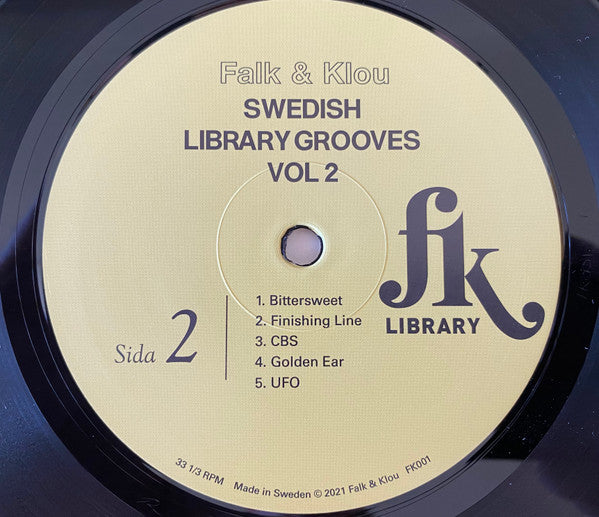 Falk & Klou
SWEDISH
LIBRARY GROOVES
VOL 2
fk
LIBRARY
Sida 2
1. Bittersweet
2. Finishing Line
3. CBS
4. Golden Ear
5. UFO
33 1/3 RPM Made in Sweden © 2021 Falk & Klou FK001